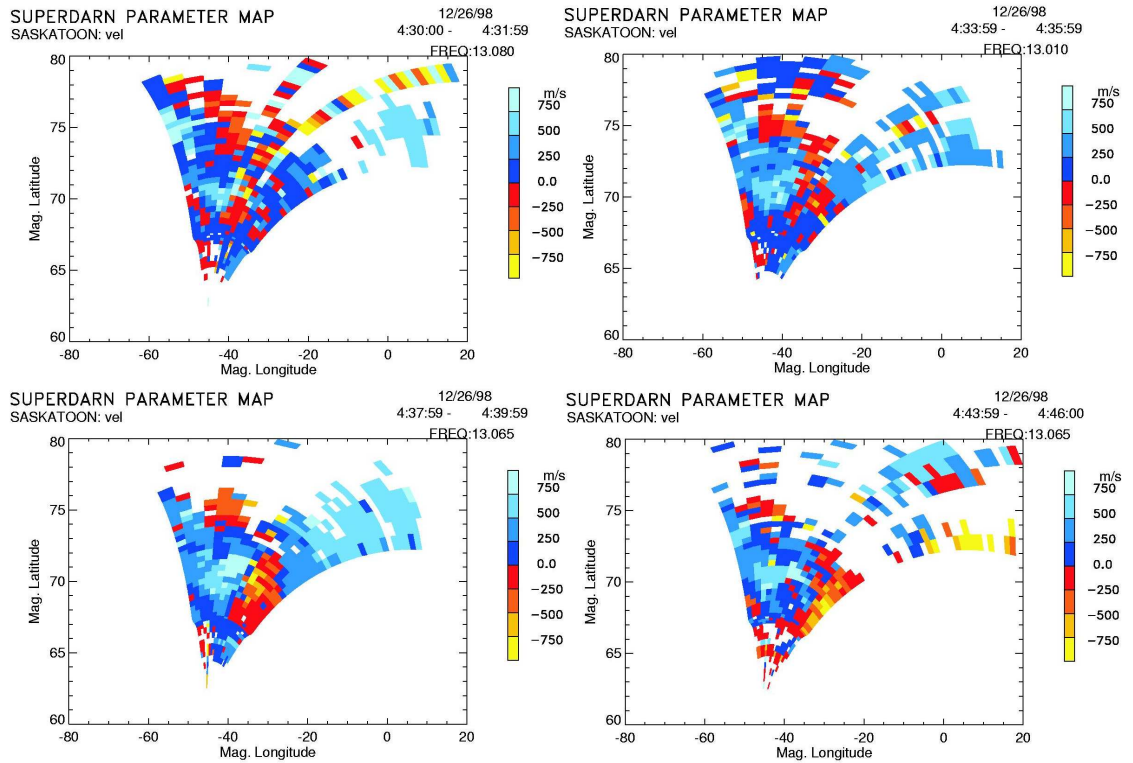 SUPERDARN PARAMETER MAP
12/26/98
SASKATOON: vel
4:30:00 - 4:31:59
FREQ:13.080
80
75
70
65
60
Mag. Latitude
-80 -60 -40 -20 0 20
Mag. Longitude
m/s
750
500
250
0.0
−250
−500
−750
SUPERDARN PARAMETER MAP
12/26/98
SASKATOON: vel
4:33:59 - 4:35:59
FREQ:13.010
80
75
70
65
60
Mag. Latitude
-80 -60 -40 -20 0 20
Mag. Longitude
m/s
750
500
250
0.0
−250
−500
−750
SUPERDARN PARAMETER MAP
12/26/98
SASKATOON: vel
4:37:59 - 4:39:59
FREQ:13.065
80
75
70
65
60
Mag. Latitude
-80 -60 -40 -20 0 20
Mag. Longitude
m/s
750
500
250
0.0
−250
−500
−750
SUPERDARN PARAMETER MAP
12/26/98
SASKATOON: vel
4:43:59 - 4:46:00
FREQ:13.065
80
75
70
65
60
Mag. Latitude
-80 -60 -40 -20 0 20
Mag. Longitude
m/s
750
500
250
0.0
−250
−500
−750